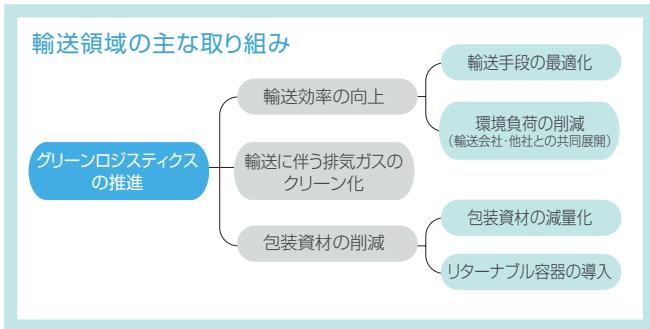 輸送領域の主な取り組み
グリーンロジスティクス
の推進
輸送効率の向上
輸送手段の最適化
環境負荷の削減
(輸送会社・他社との共同展開)
輸送に伴う排気ガスの
クリーン化
包装資材の削減
包装資材の減量化
リターナブル容器の導入